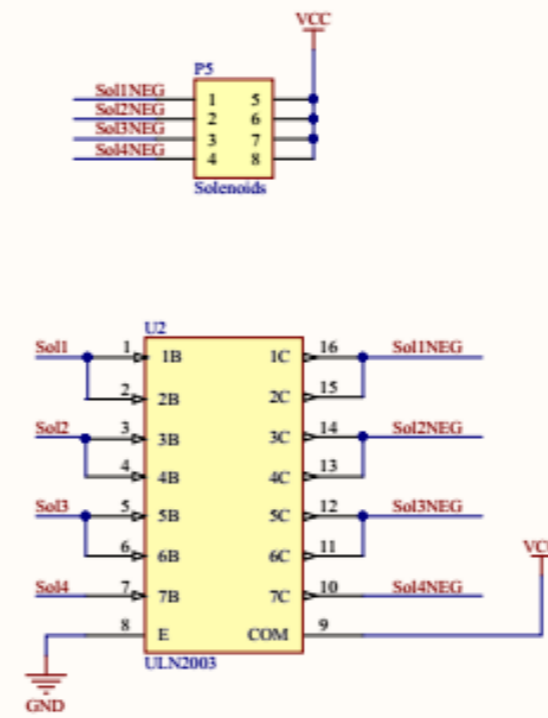 VCC
P5
Sol1NEG 1 5
Sol2NEG 2 6
Sol3NEG 3 7
Sol4NEG 4 8
Solenoids
U2
Sol1 1 1B 1C 16 Sol1NEG
2 2B 2C 15
Sol2 3 3B 3C 14 Sol2NEG
4 4B 4C 13
Sol3 5 5B 5C 12 Sol3NEG
6 6B 6C 11
Sol4 7 7B 7C 10 Sol4NEG
8 E COM 9
ULN2003
GND